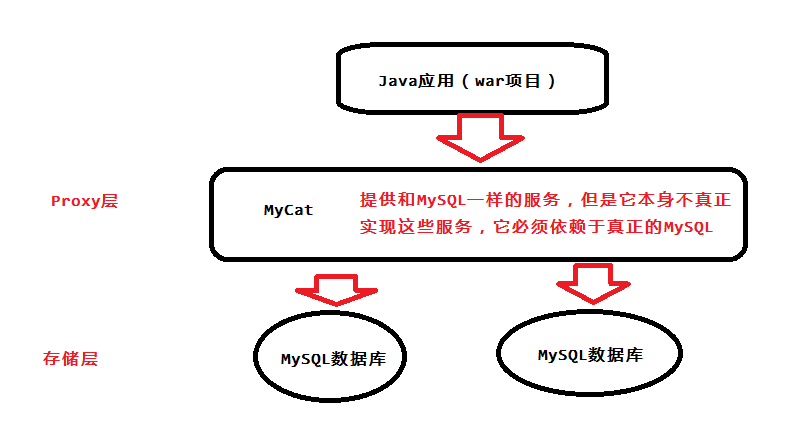 Java应用（war项目）
Proxy层
MyCat
提供和MySQL一样的服务，但是它本身不真正
实现这些服务，它必须依赖于真正的MySQL
存储层
MySQL数据库
MySQL数据库